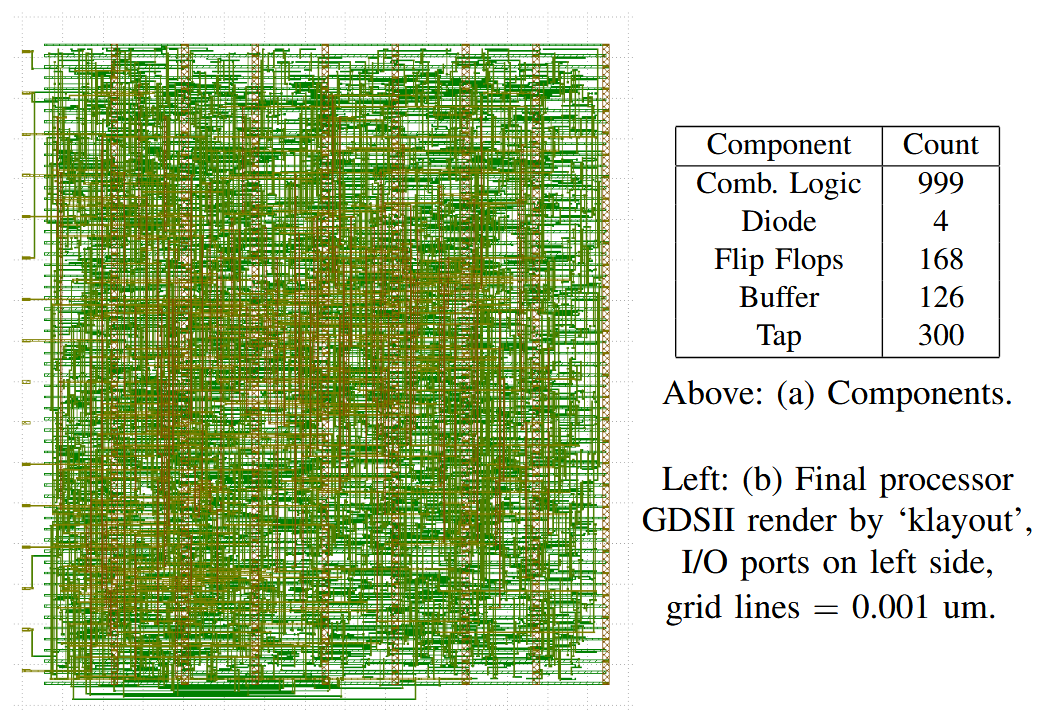 Component Count
Comb. Logic 999
Diode 4
Flip Flops 168
Buffer 126
Tap 300
Above: (a) Components.
Left: (b) Final processor
GDSII render by ‘klayout’,
I/O ports on left side,
grid lines = 0.001 um.